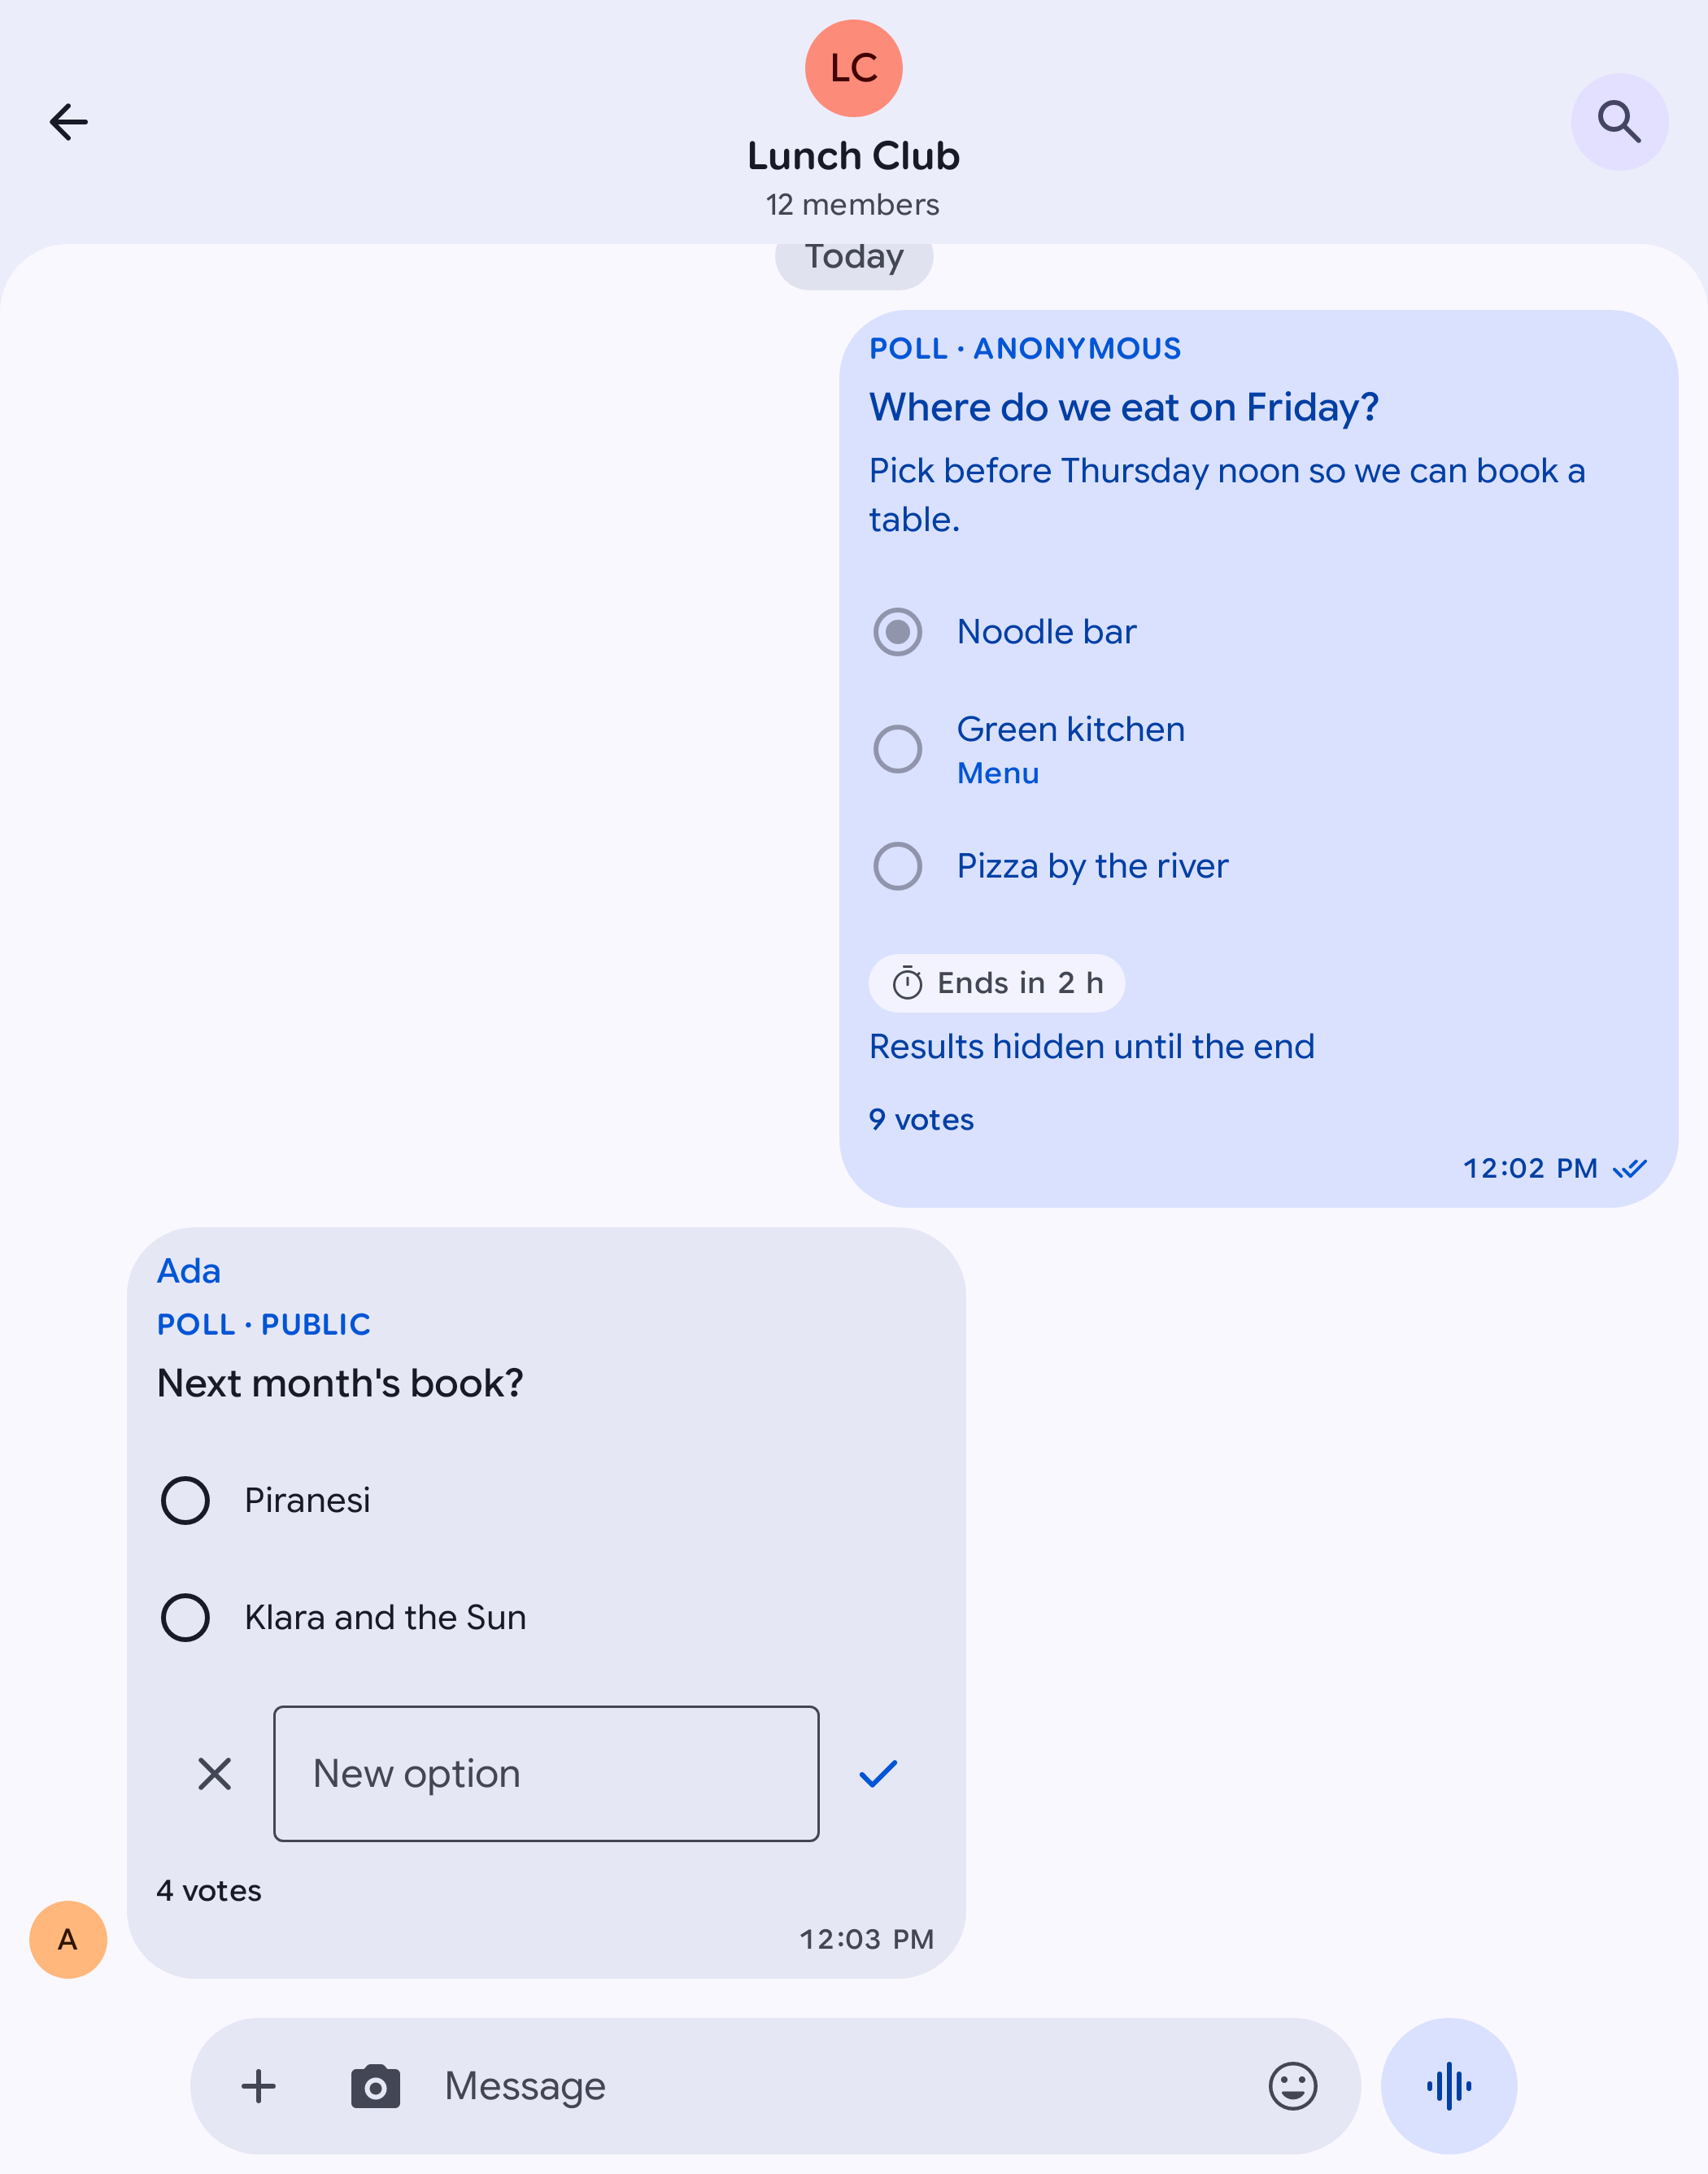 LC
Lunch Club
12 members
Today
POLL · ANONYMOUS
Where do we eat on Friday?
Pick before Thursday noon so we can book a
table.
Noodle bar
Green kitchen
Menu
Pizza by the river
Ends in 2 h
Results hidden until the end
9 votes
12:02 PM
Ada
POLL · PUBLIC
Next month's book?
Piranesi
Klara and the Sun
New option
4 votes
12:03 PM
A
Message